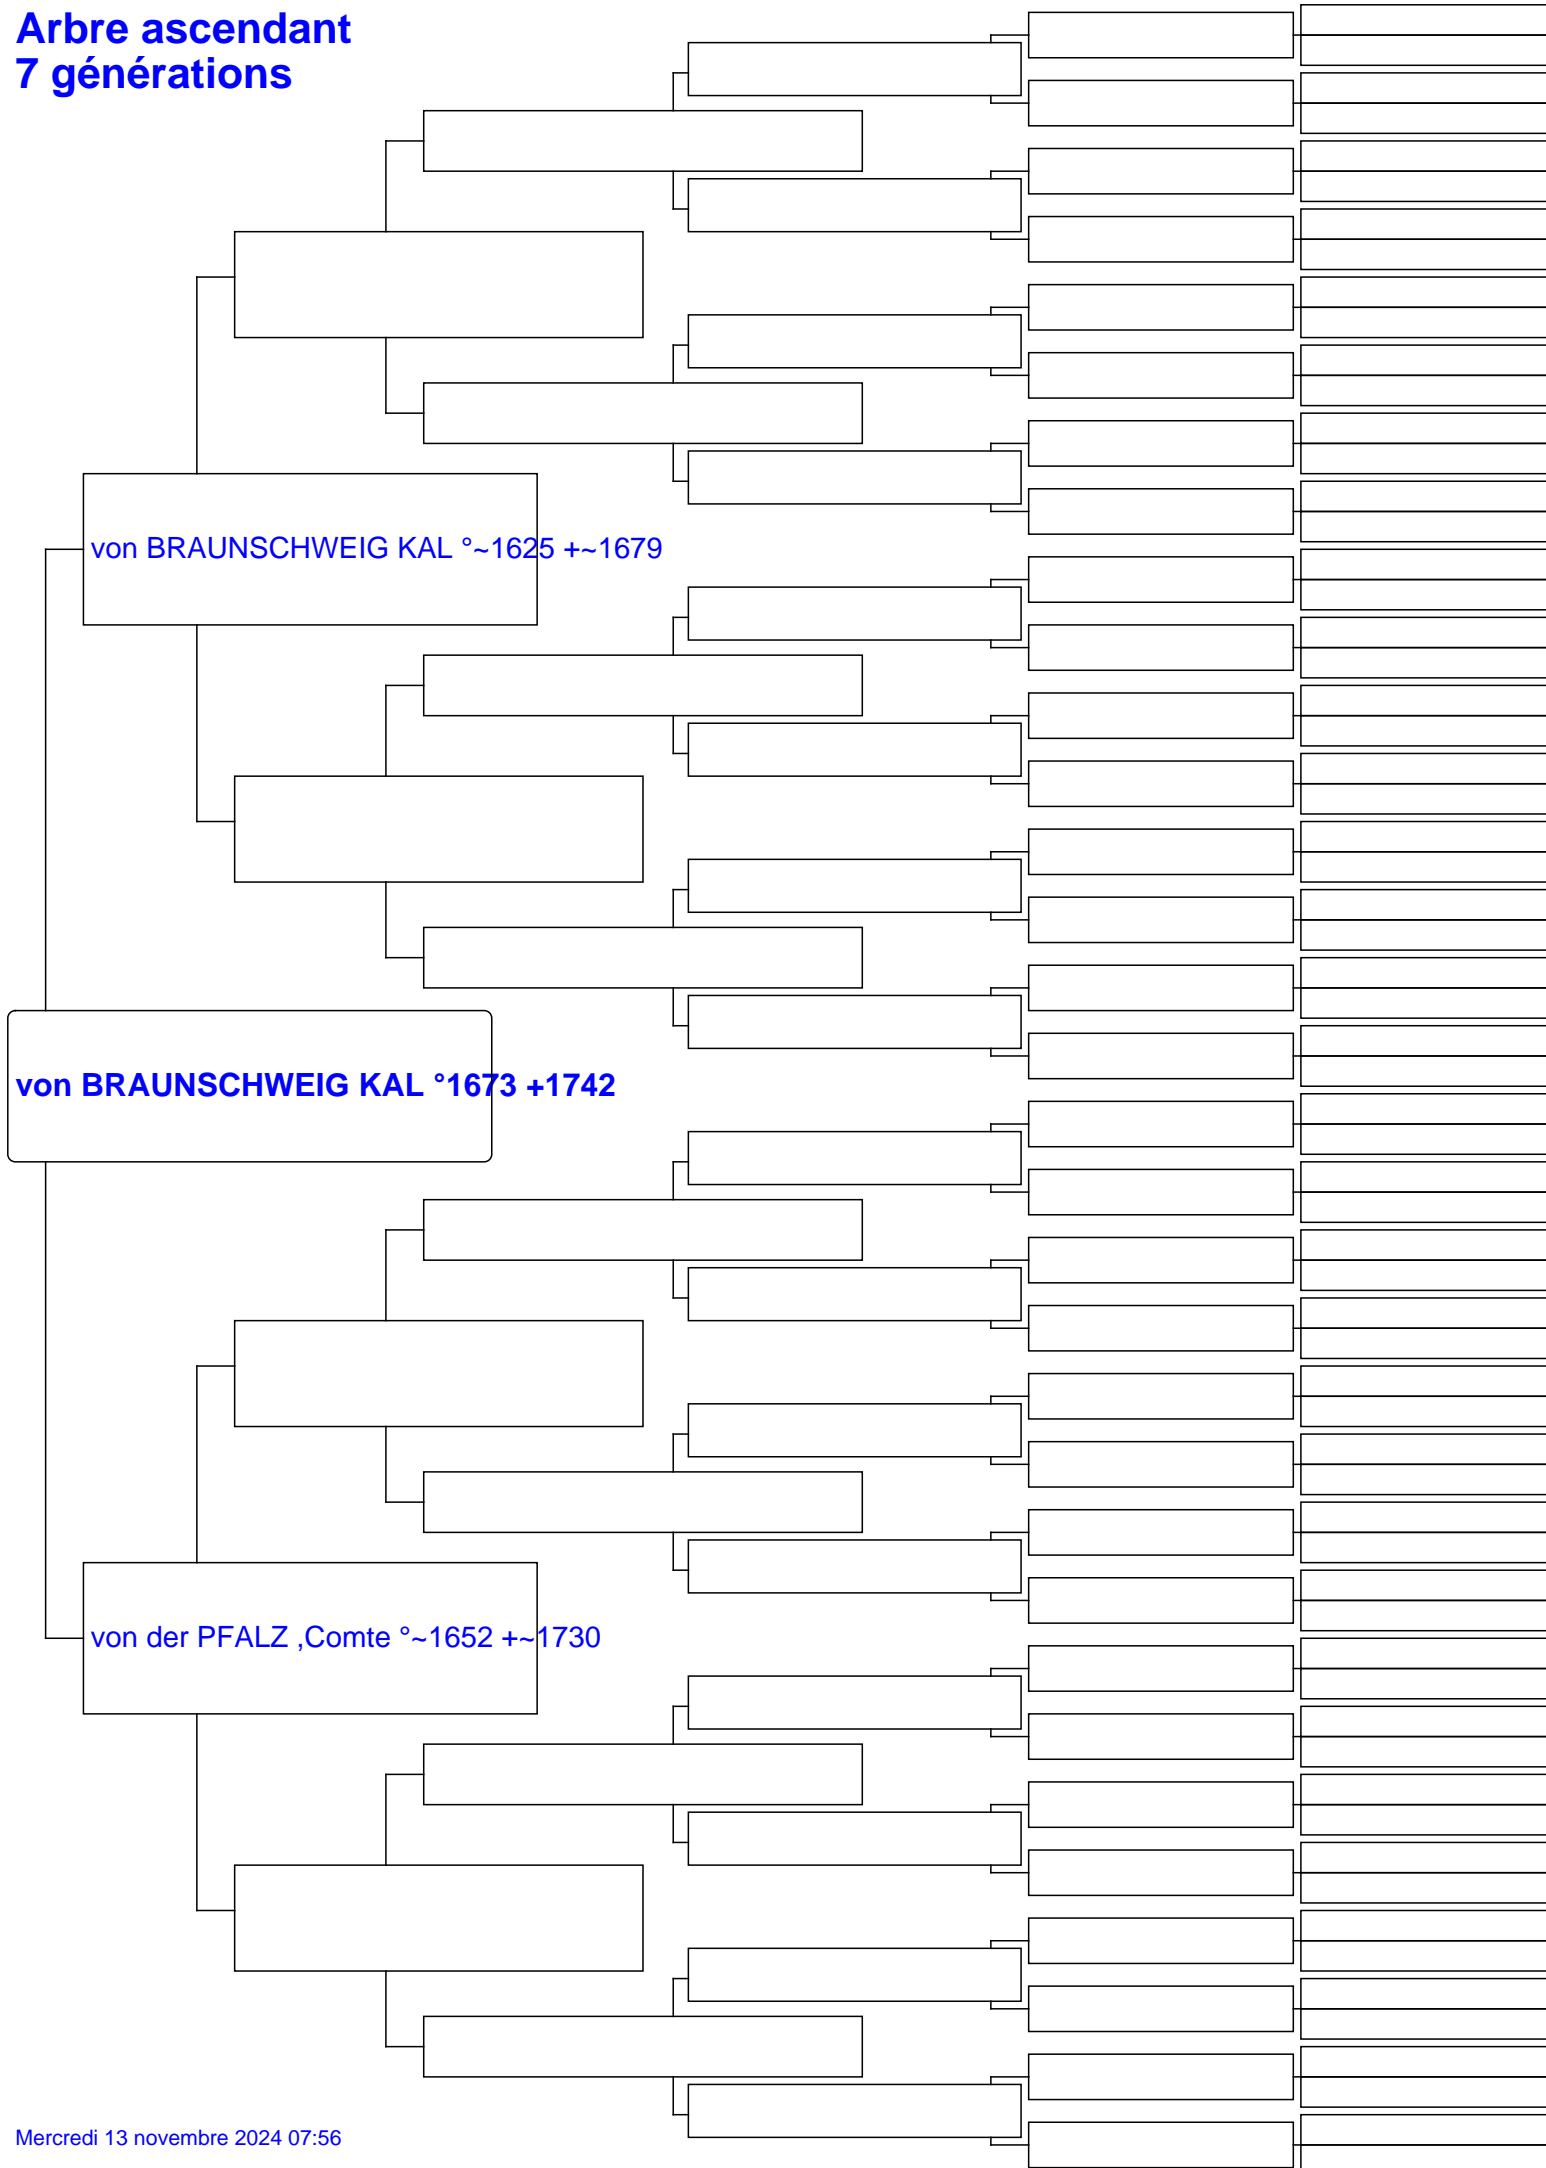 Arbre ascendant
7 générations
von BRAUNSCHWEIG KAL °~1625 +~1679
von BRAUNSCHWEIG KAL °1673 +1742
von der PFALZ ,Comte °~1652 +~1730
Mercredi 13 novembre 2024 07:56